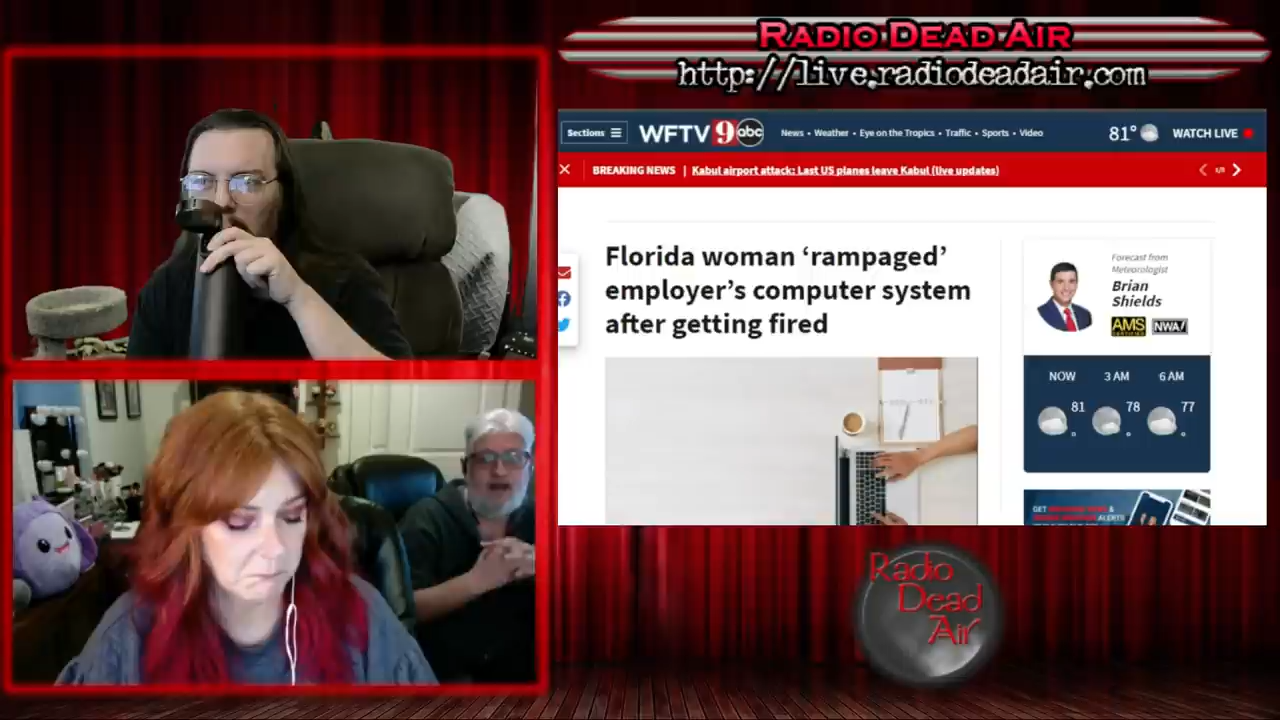 RADIO DEAD AIR
http://live.radiodeadair.com
Sections WFTV 9 abc News • Weather • Eye on the Tropics • Traffic • Sports • Video 81° WATCH LIVE
BREAKING NEWS | Kabul airport attack: Last US planes leave Kabul (live updates)
Florida woman ‘rampaged’
employer’s computer system
after getting fired
Forecast from
Meteorologist
Brian
Shields
AMS NWA
NOW 3 AM 6 AM
81° 78° 77°
GET
ALERTS
Radio
Dead
Air